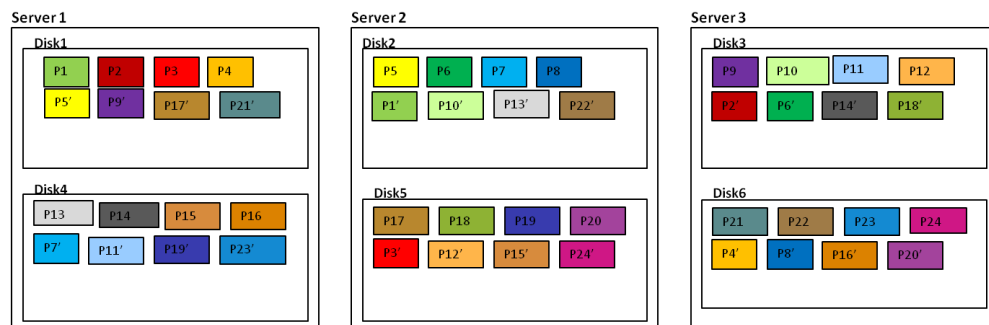 Server 1
Disk1
P1 P2 P3 P4
P5′ P9′ P17′ P21′
Disk4
P13 P14 P15 P16
P7′ P11′ P19′ P23′
Server 2
Disk2
P5 P6 P7 P8
P1′ P10′ P13′ P22′
Disk5
P17 P18 P19 P20
P3′ P12′ P15′ P24′
Server 3
Disk3
P9 P10 P11 P12
P2′ P6′ P14′ P18′
Disk6
P21 P22 P23 P24
P4′ P8′ P16′ P20′